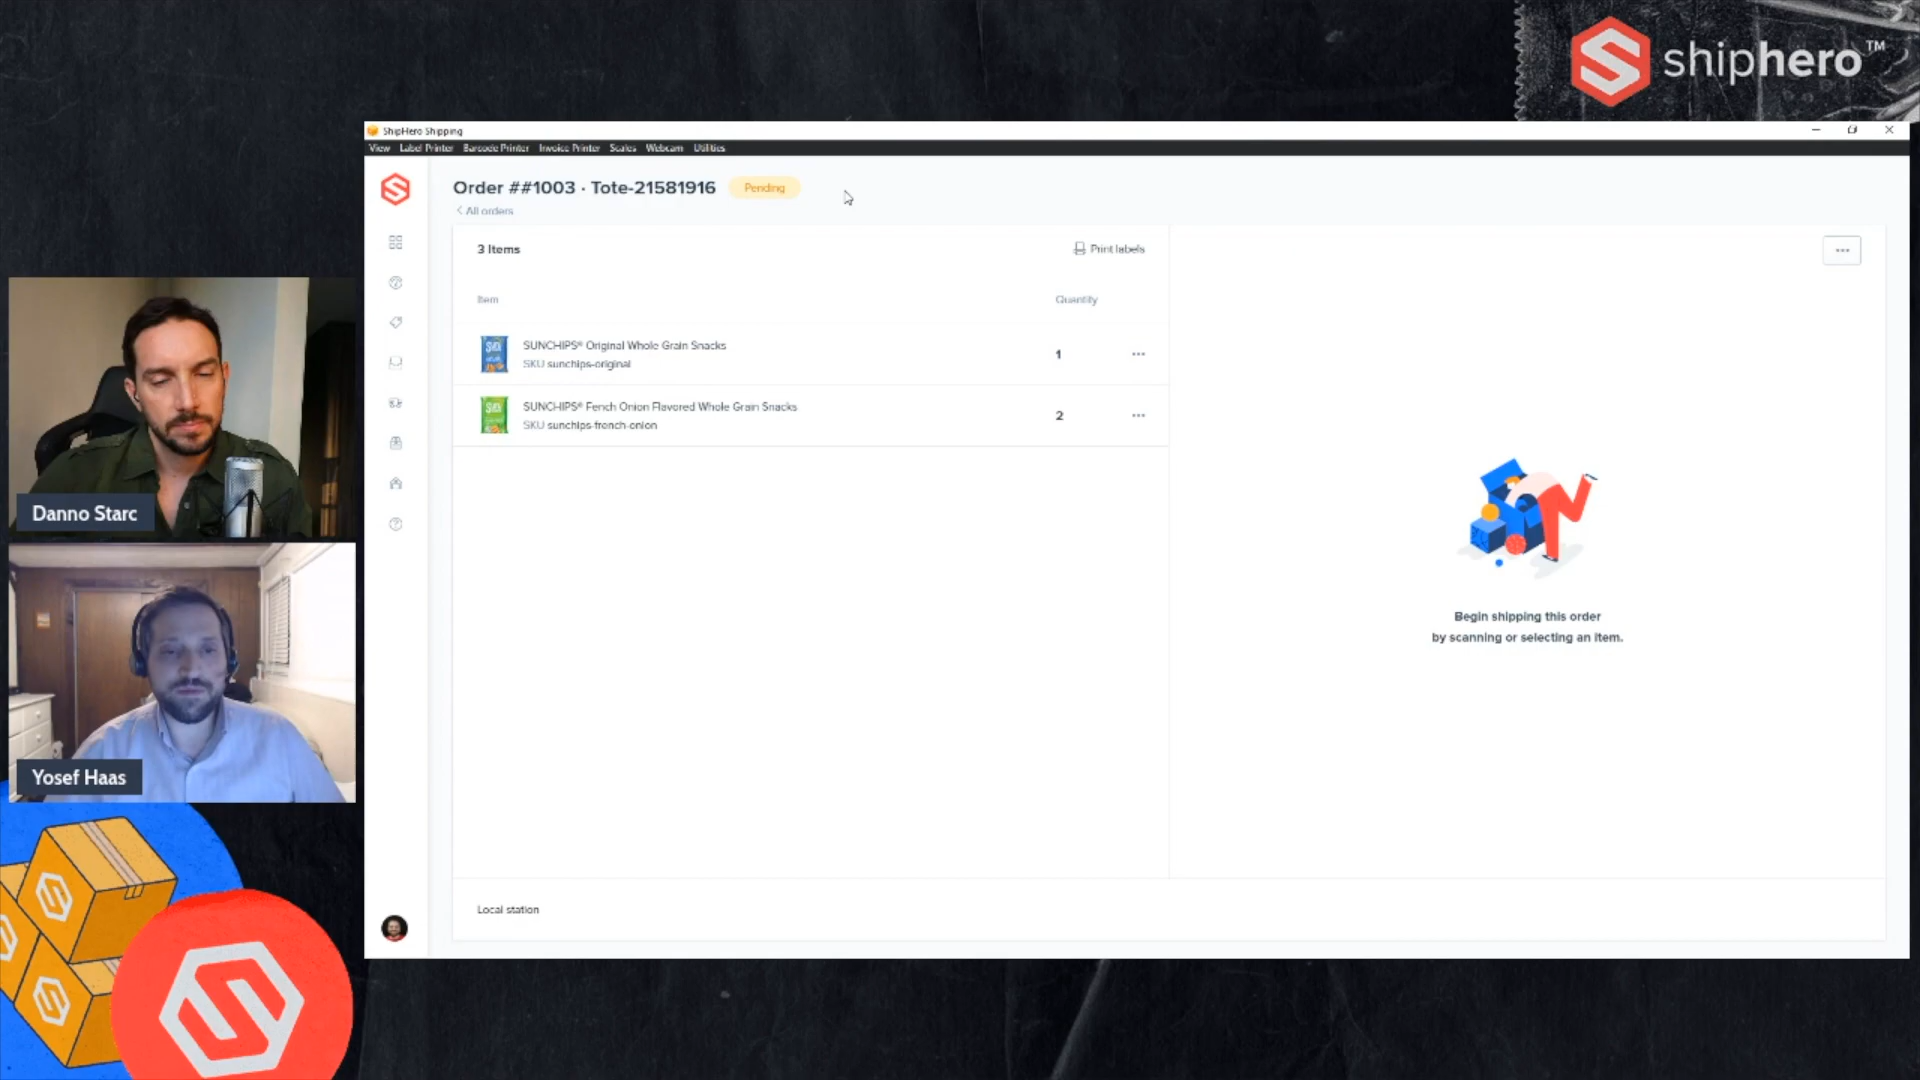 shiphero™
ShipHero Shipping
View Label Printer Barcode Printer Invoice Printer Scales Webcam Utilities
Order ##1003 · Tote-21581916 Pending
< All orders
3 Items
Print labels
Item Quantity
SUNCHIPS® Original Whole Grain Snacks
SKU sunchips-original
1
SUNCHIPS® Fench Onion Flavored Whole Grain Snacks
SKU sunchips-french-onion
2
Begin shipping this order
by scanning or selecting an item.
Local station
Danno Starc
Yosef Haas